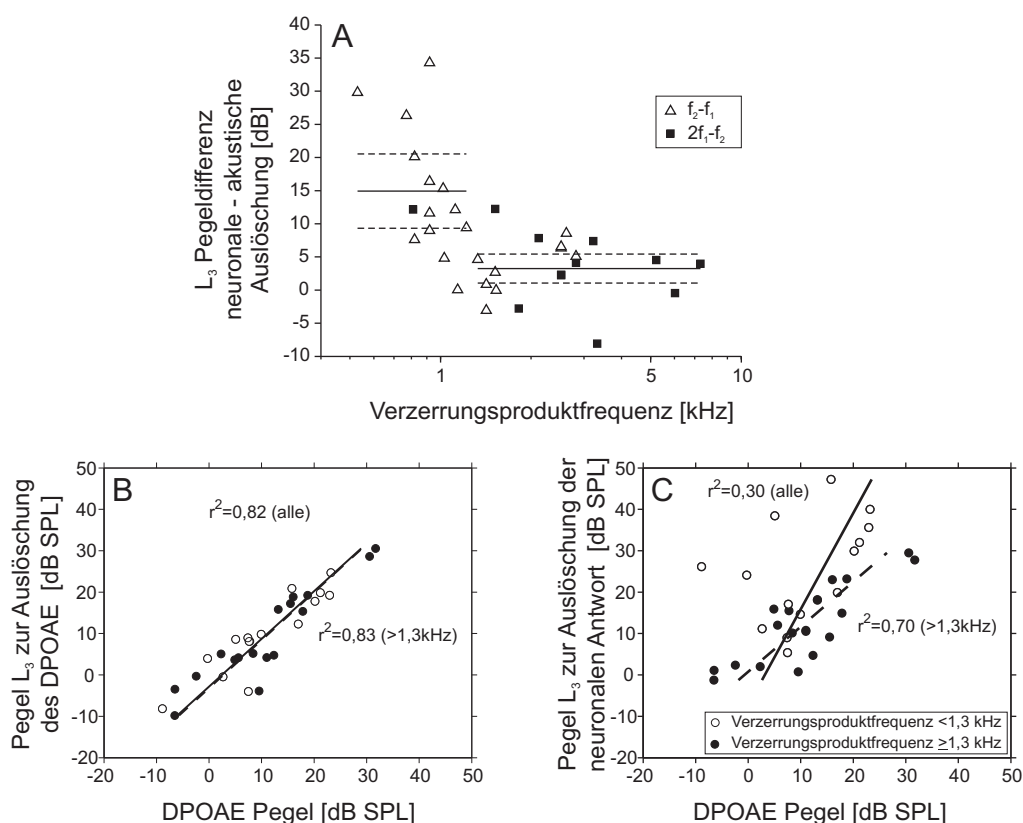 A
L3 Pegeldifferenz
neuronale - akustische
Auslöschung [dB]
40
35
30
25
20
15
10
5
0
-5
-10
f2-f1
2f1-f2
1
5
10
Verzerrungsproduktfrequenz [kHz]
B
Pegel L3 zur Auslöschung
des DPOAE [dB SPL]
50
40
30
20
10
0
-10
20
r2=0,82 (alle)
r2=0,83 (>1,3kHz)
-20
-10
0
10
20
30
40
50
DPOAE Pegel [dB SPL]
C
Pegel L3 zur Auslöschung der
neuronalen Antwort [dB SPL]
50
40
30
20
10
0
-10
-20
r2=0,30 (alle)
r2=0,70 (>1,3kHz)
Verzerrungsproduktfrequenz <1,3 kHz
Verzerrungsproduktfrequenz ≥1,3 kHz
-20
-10
0
10
20
30
40
50
DPOAE Pegel [dB SPL]